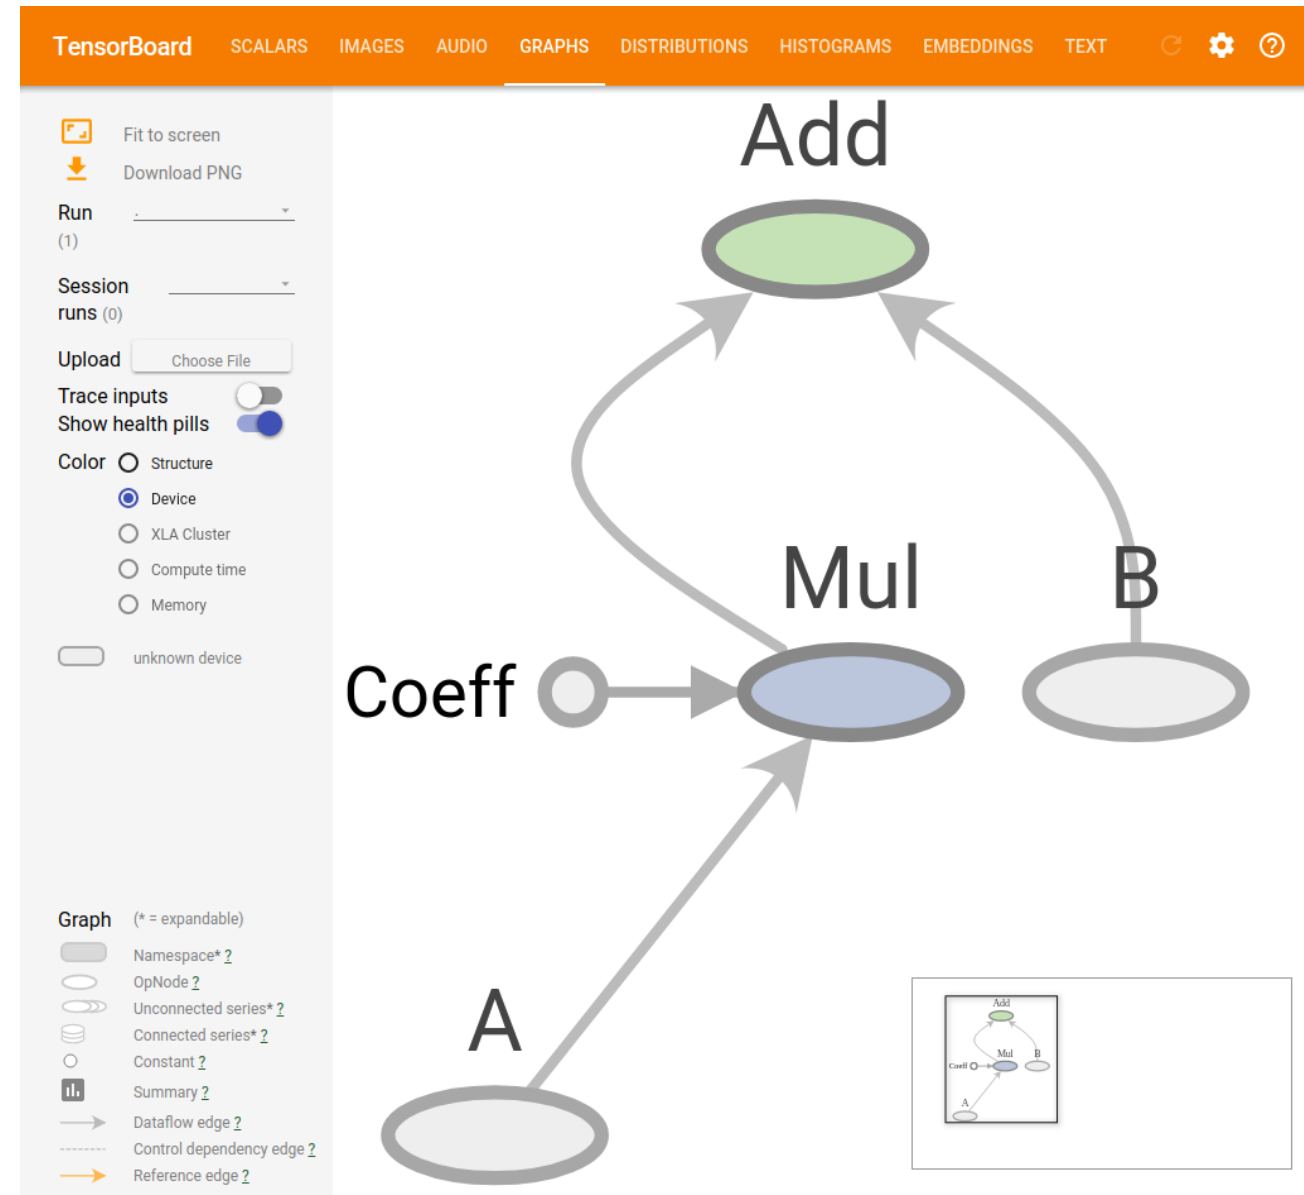 TensorBoard SCALARS IMAGES AUDIO GRAPHS DISTRIBUTIONS HISTOGRAMS EMBEDDINGS TEXT
Fit to screen
Download PNG
Run .
(1)
Session
runs (0)
Upload Choose File
Trace inputs
Show health pills
Color Structure
Device
XLA Cluster
Compute time
Memory
unknown device
Graph (* = expandable)
Namespace* ?
OpNode ?
Unconnected series* ?
Connected series* ?
Constant ?
Summary ?
Dataflow edge ?
Control dependency edge ?
Reference edge ?
Add
Mul B
Coeff
A
Add
Mul B
Coeff
A